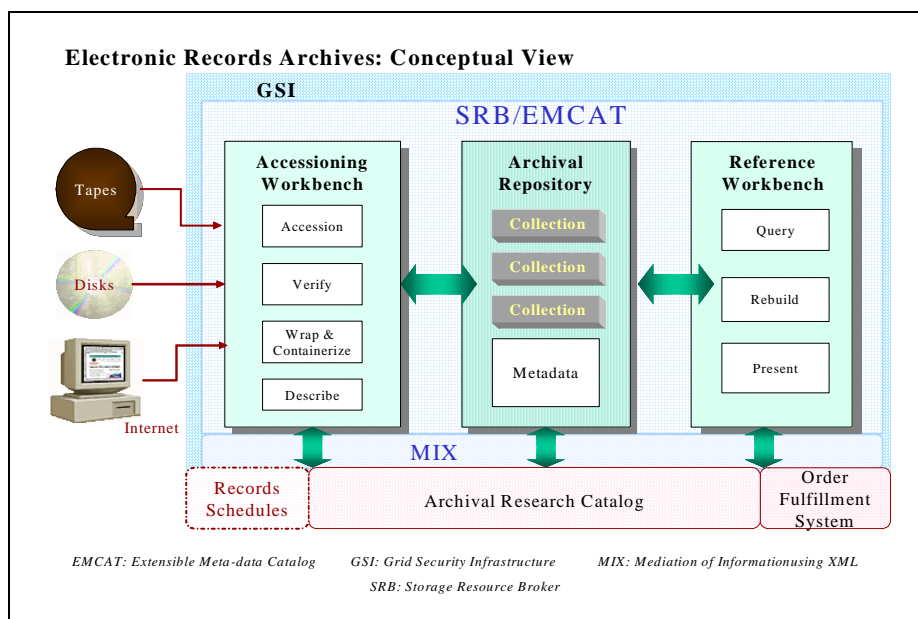 Electronic Records Archives: Conceptual View
GSI
SRB/EMCAT
Tapes
Disks
Internet
Accessioning
Workbench
Accession
Verify
Wrap &
Containerize
Describe
Archival
Repository
Collection
Collection
Collection
Metadata
Reference
Workbench
Query
Rebuild
Present
MIX
Records
Schedules
Archival Research Catalog
Order
Fulfillment
System
EMCAT: Extensible Meta-data Catalog
GSI: Grid Security Infrastructure
MIX: Mediation of Informationusing XML
SRB: Storage Resource Broker